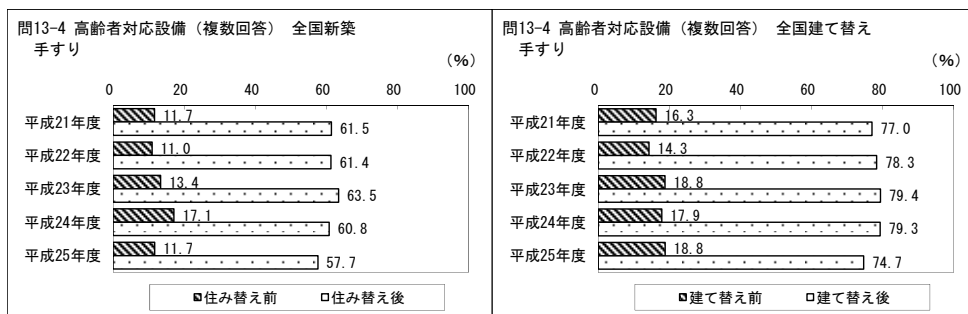 問13-4 高齢者対応設備（複数回答） 全国新築
手すり
（％）
0 20 40 60 80 100
平成21年度 11.7
61.5
平成22年度 11.0
61.4
平成23年度 13.4
63.5
平成24年度 17.1
60.8
平成25年度 11.7
57.7
住み替え前 住み替え後
問13-4 高齢者対応設備（複数回答） 全国建て替え
手すり
（％）
0 20 40 60 80 100
平成21年度 16.3
77.0
平成22年度 14.3
78.3
平成23年度 18.8
79.4
平成24年度 17.9
79.3
平成25年度 18.8
74.7
建て替え前 建て替え後